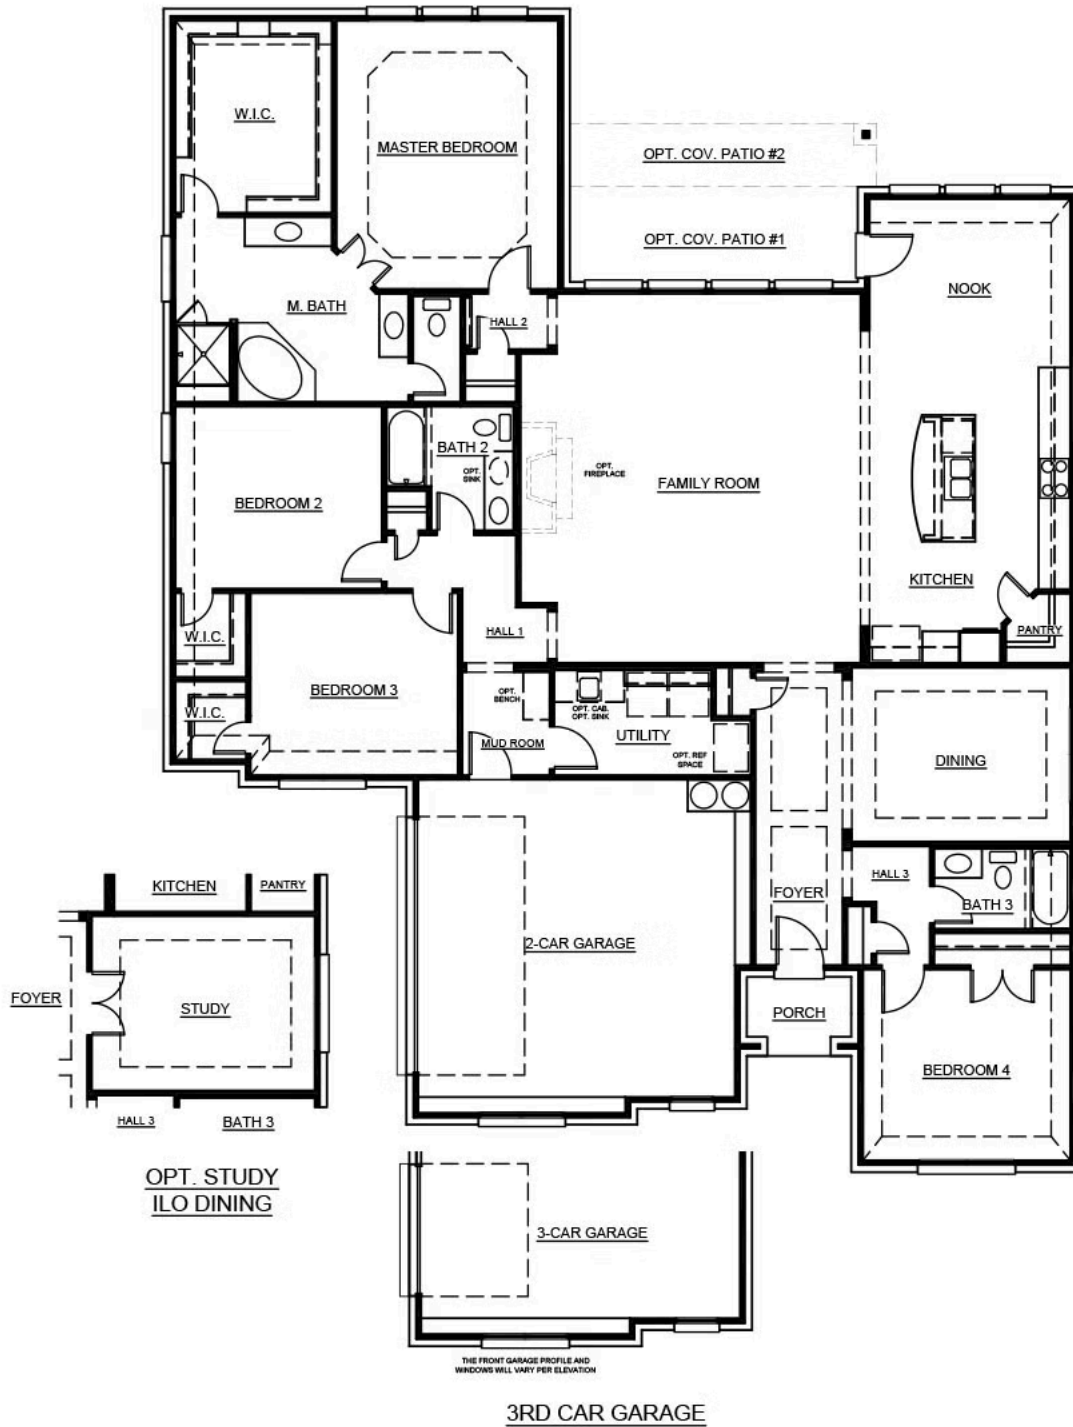 W.I.C.
MASTER BEDROOM
OPT. COV. PATIO #2
OPT. COV. PATIO #1
NOOK
M. BATH
HALL 2
BATH 2
OPT.
SINK
OPT.
FIREPLACE
FAMILY ROOM
BEDROOM 2
KITCHEN
W.I.C.
HALL 1
PANTRY
BEDROOM 3
W.I.C.
OPT.
BENCH
OPT. CAB.
OPT. SINK
MUD ROOM
UTILITY
OPT. REF
SPACE
DINING
HALL 3
BATH 3
FOYER
2-CAR GARAGE
PORCH
BEDROOM 4
KITCHEN
PANTRY
FOYER
STUDY
HALL 3
BATH 3
OPT. STUDY
ILO DINING
3-CAR GARAGE
THE FRONT GARAGE PROFILE AND
WINDOWS WILL VARY PER ELEVATION
3RD CAR GARAGE